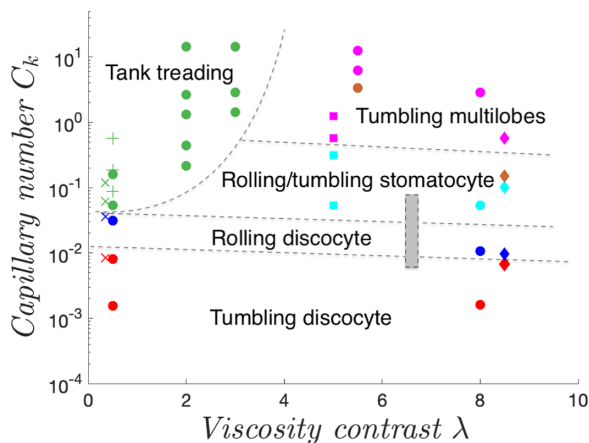 10^1
10^0
10^-1
10^-2
10^-3
10^-4
Capillary number C_k
Tank treading
Tumbling multilobes
Rolling/tumbling stomatocyte
Rolling discocyte
Tumbling discocyte
0 2 4 6 8 10
Viscosity contrast λ